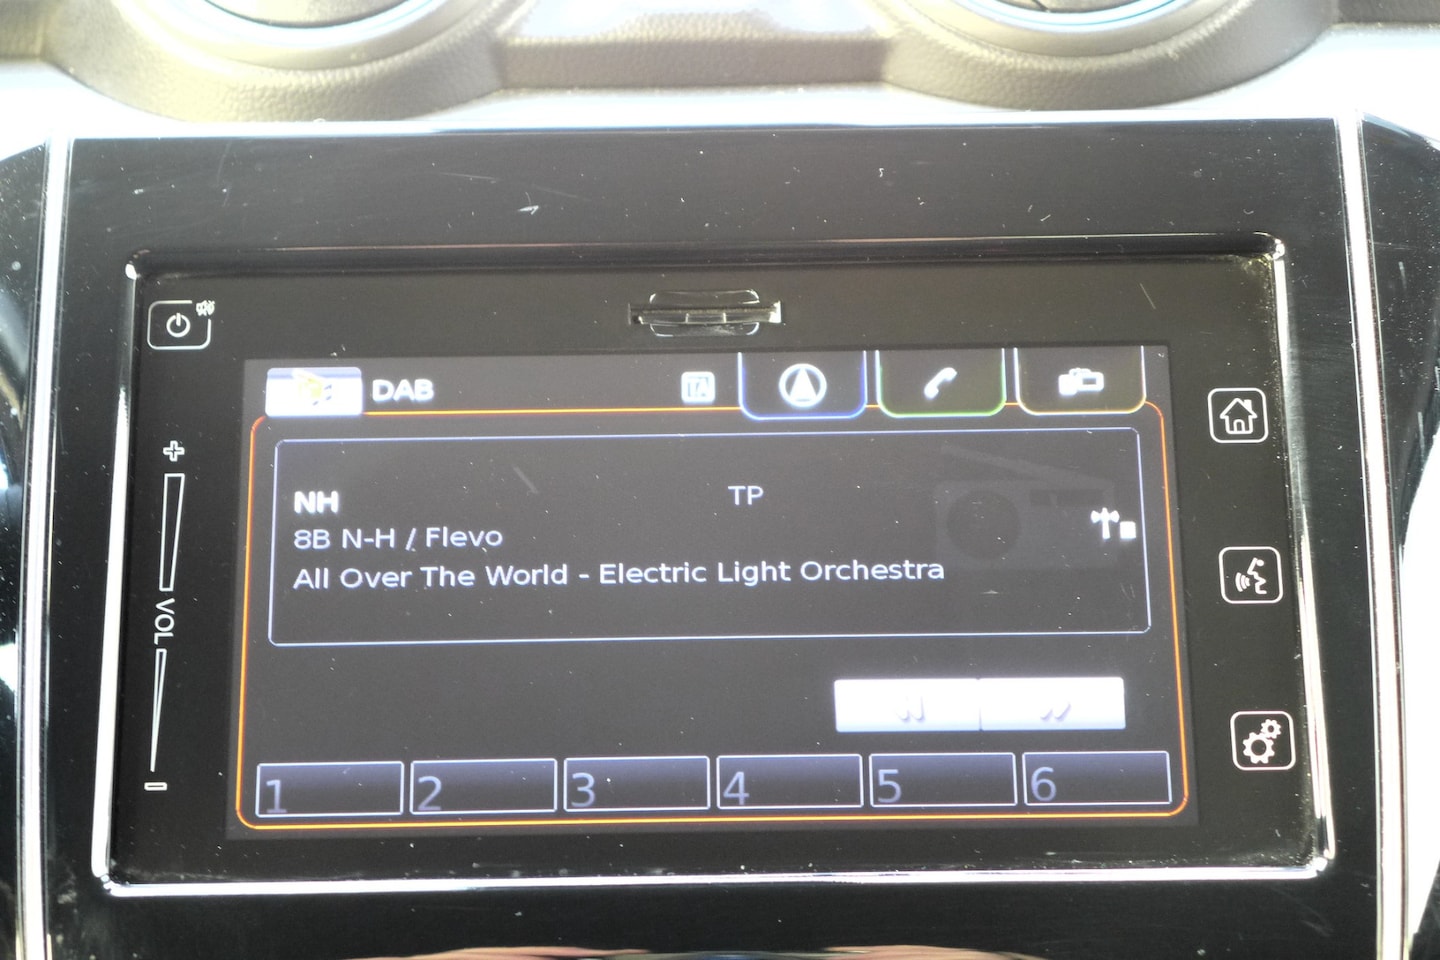 DAB TA
NH TP
8B N-H / Flevo
All Over The World - Electric Light Orchestra
VOL
1 2 3 4 5 6